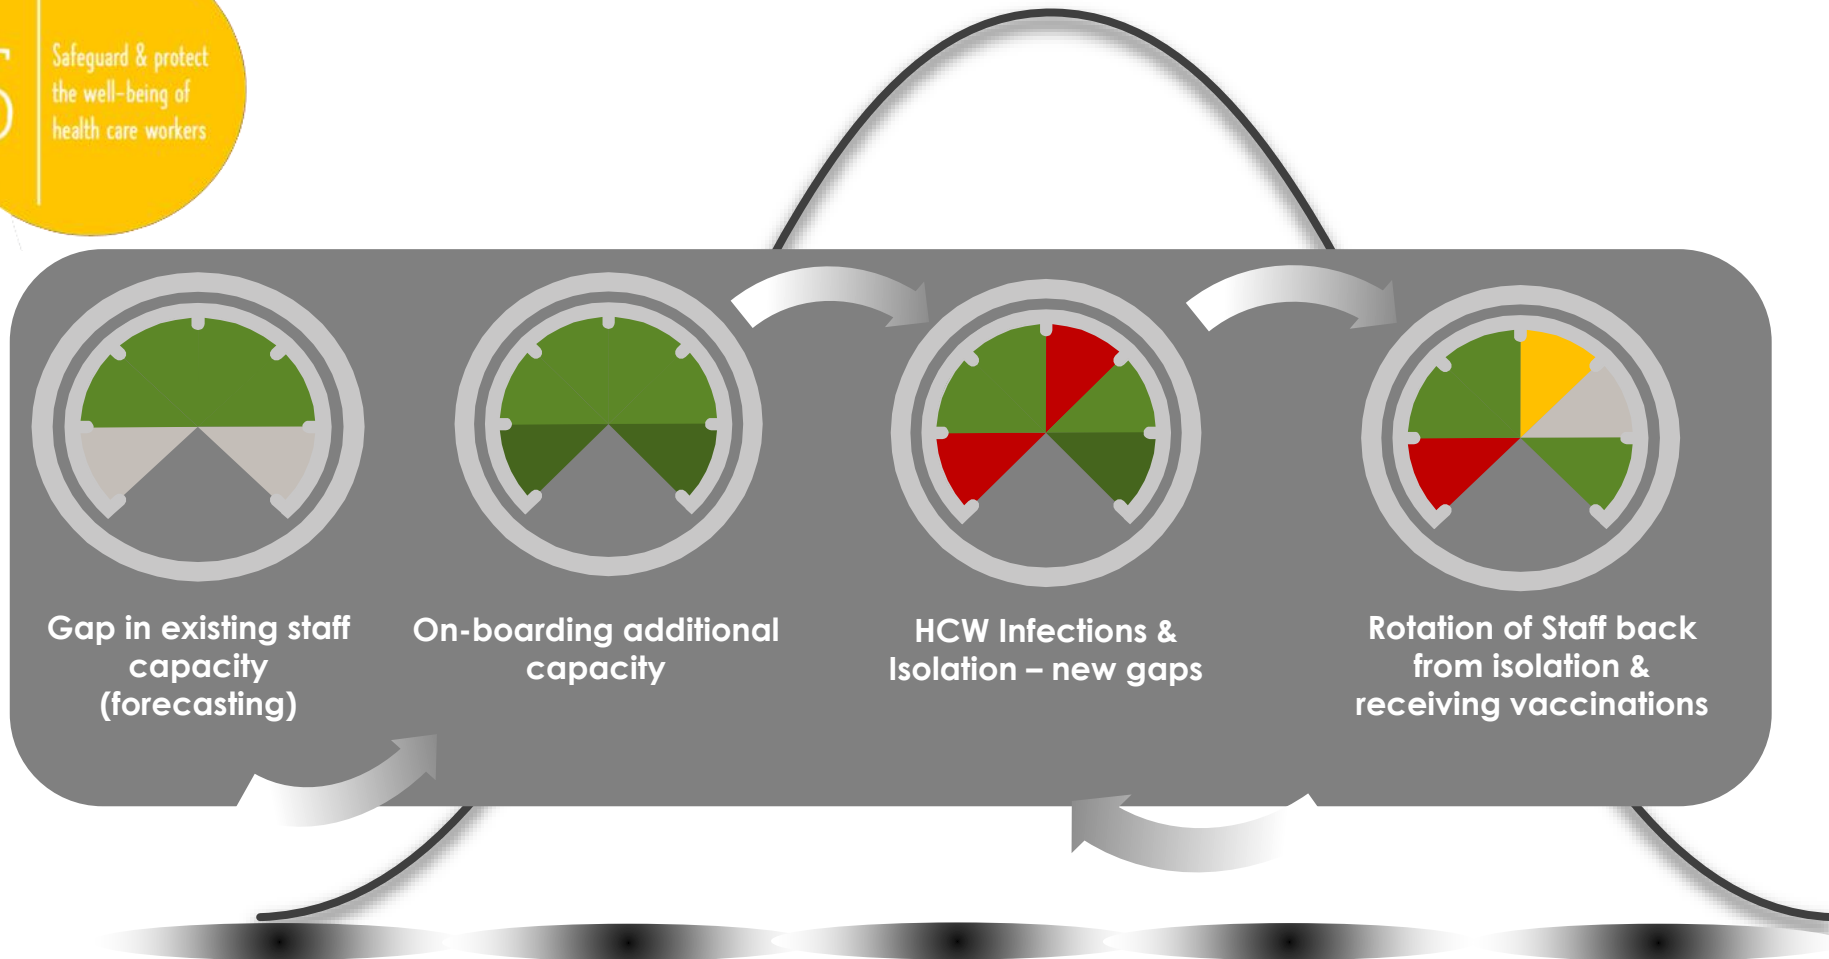 Safeguard & protect
the well-being of
health care workers
Gap in existing staff
capacity
(forecasting)
On-boarding additional
capacity
HCW Infections &
Isolation – new gaps
Rotation of Staff back
from isolation &
receiving vaccinations